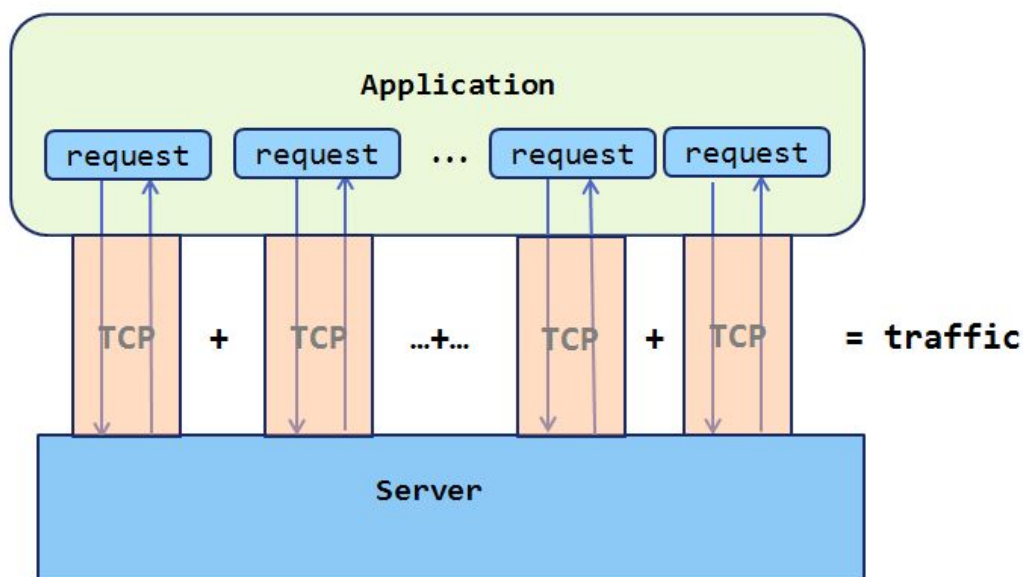 Application
request request ... request request
TCP + TCP …+… TCP + TCP = traffic
Server